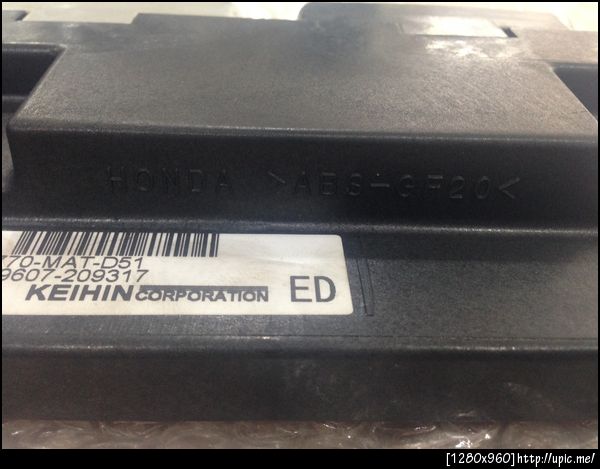 HONDA >ABS-GF20<
70-MAT-D51
9607-209317
KEIHIN CORPORATION ED
[1280x960]http://upic.me/